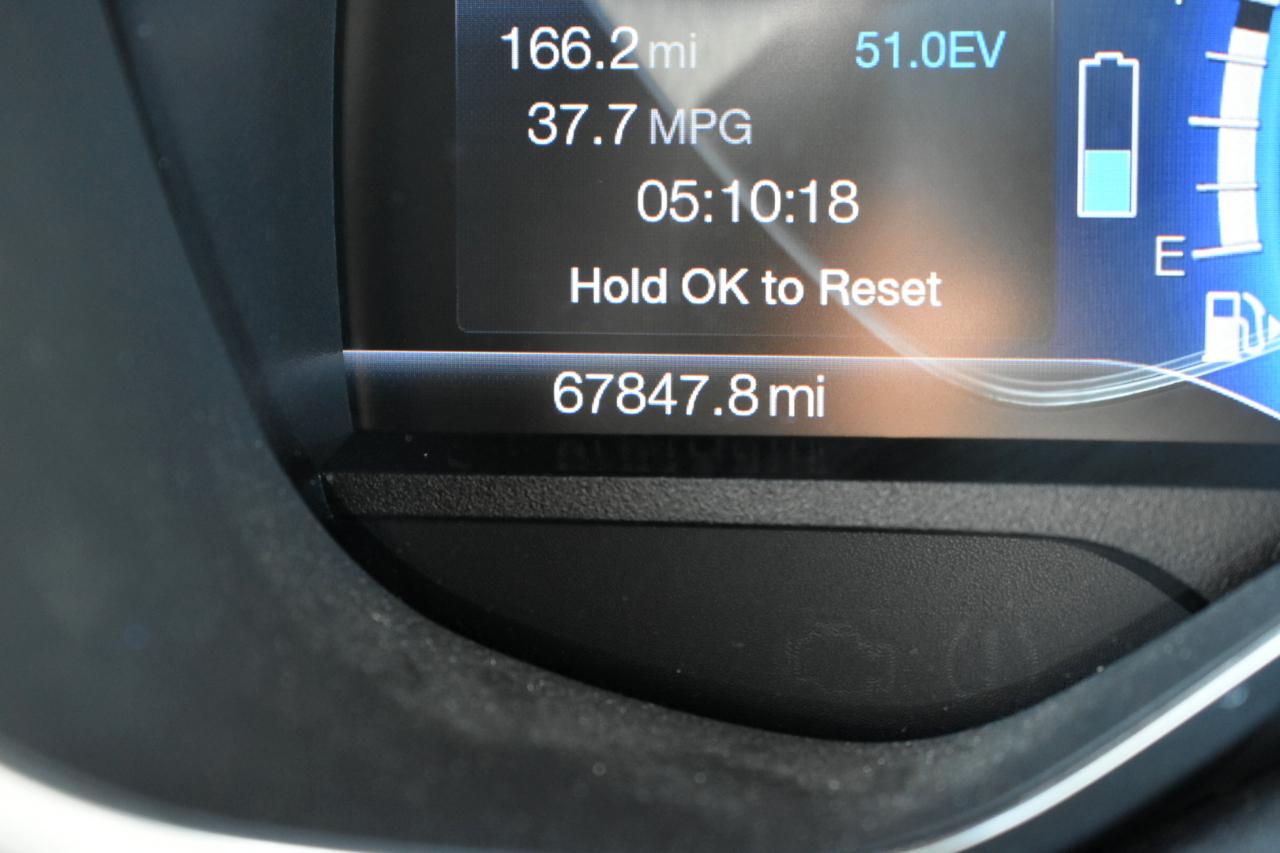 166.2 mi 51.0EV
37.7 MPG
05:10:18
Hold OK to Reset
E
67847.8 mi